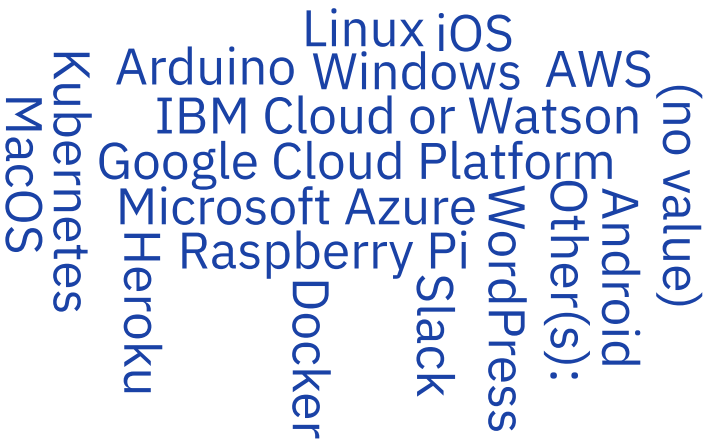 Linux
iOS
Arduino
Windows
AWS
IBM Cloud or Watson
Google Cloud Platform
Microsoft Azure
Raspberry Pi
MacOS
Kubernetes
Heroku
Docker
Slack
WordPress
Other(s):
Android
(no value)